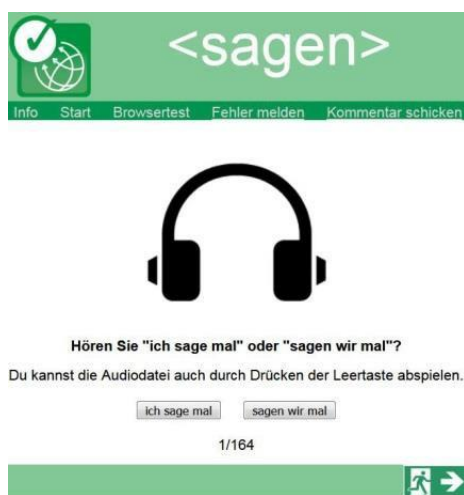 <sagen>
Info Start Browsertest Fehler melden Kommentar schicken
Hören Sie "ich sage mal" oder "sagen wir mal"?
Du kannst die Audiodatei auch durch Drücken der Leertaste abspielen.
ich sage mal sagen wir mal
1/164